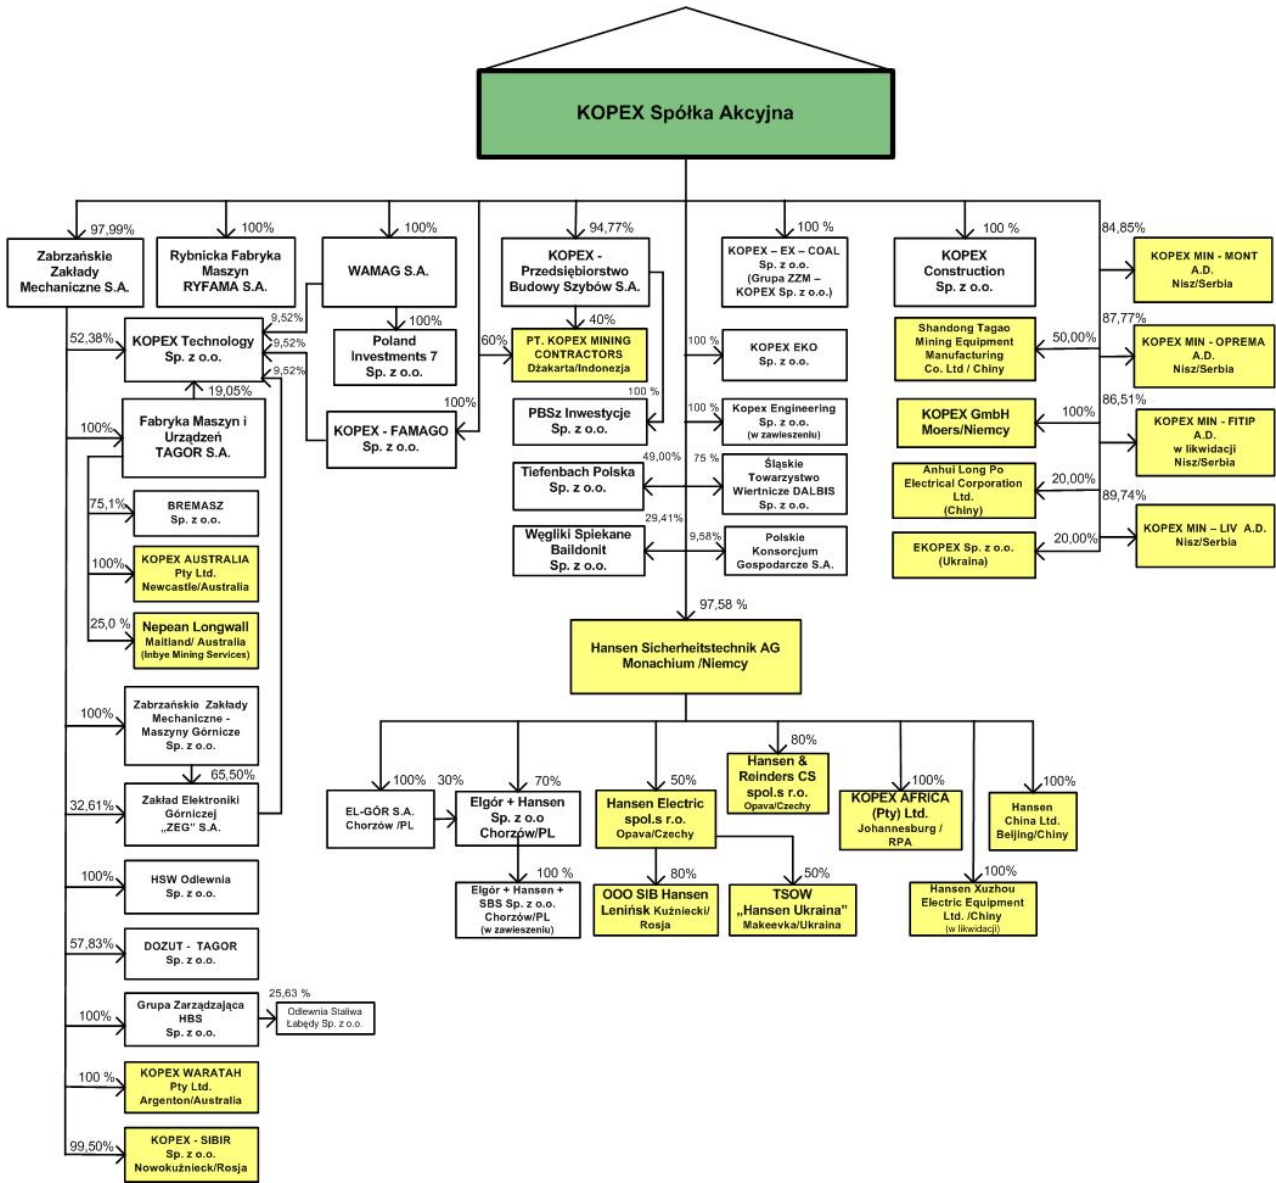 KOPEX Spółka Akcyjna
97,99%
Zabrzańskie
Zakłady
Mechaniczne S.A.
100%
Rybnicka Fabryka
Maszyn
RYFAMA S.A.
100%
WAMAG S.A.
94,77%
KOPEX -
Przedsiębiorstwo
Budowy Szybów S.A.
100 %
KOPEX – EX – COAL
Sp. z o.o.
(Grupa ZZM –
KOPEX Sp. z o.o.)
100 %
KOPEX
Construction
Sp. z o.o.
84,85%
KOPEX MIN - MONT
A.D.
Nisz/Serbia
52,38%
KOPEX Technology
Sp. z o.o.
9,52%
9,52%
9,52%
100%
Poland
Investments 7
Sp. z o.o.
60%
40%
PT. KOPEX MINING
CONTRACTORS
Dżakarta/Indonezja
100 %
KOPEX EKO
Sp. z o.o.
Shandong Tagao
Mining Equipment
Manufacturing
Co. Ltd / Chiny
50,00%
87,77%
KOPEX MIN - OPREMA
A.D.
Nisz/Serbia
19,05%
100%
Fabryka Maszyn i
Urządzeń
TAGOR S.A.
100%
KOPEX - FAMAGO
Sp. z o.o.
100 %
PBSz Inwestycje
Sp. z o.o.
100 %
Kopex Engineering
Sp. z o.o.
(w zawieszeniu)
KOPEX GmbH
Moers/Niemcy
100%
86,51%
KOPEX MIN - FITIP
A.D.
w likwidacji
Nisz/Serbia
49,00%
Tiefenbach Polska
Sp. z o.o.
75 %
Śląskie
Towarzystwo
Wiertnicze DALBIS
Sp. z o.o.
Anhui Long Po
Electrical Corporation
Ltd.
(Chiny)
20,00%
89,74%
KOPEX MIN – LIV A.D.
Nisz/Serbia
75,1%
BREMASZ
Sp. z o.o.
29,41%
Węgliki Spiekane
Baildonit
Sp. z o.o.
9,58%
Polskie
Konsorcjum
Gospodarcze S.A.
EKOPEX Sp. z o.o.
(Ukraina)
20,00%
100%
KOPEX AUSTRALIA
Pty Ltd.
Newcastle/Australia
25,0 %
Nepean Longwall
Maitland/ Australia
(Inbye Mining Services)
97,58 %
Hansen Sicherheitstechnik AG
Monachium /Niemcy
100%
Zabrzańskie Zakłady
Mechaniczne -
Maszyny Górnicze
Sp. z o.o.
65,50%
32,61%
Zakład Elektroniki
Górniczej
„ZEG” S.A.
100%
EL-GÓR S.A.
Chorzów /PL
30%
70%
Elgór + Hansen
Sp. z o.o
Chorzów/PL
50%
Hansen Electric
spol.s r.o.
Opava/Czechy
80%
Hansen &
Reinders CS
spol.s r.o.
Opava/Czechy
100%
KOPEX AFRICA
(Pty) Ltd.
Johannesburg /
RPA
100%
Hansen
China Ltd.
Beijing/Chiny
100%
HSW Odlewnia
Sp. z o.o.
100 %
Elgór + Hansen +
SBS Sp. z o.o.
Chorzów/PL
(w zawieszeniu)
80%
OOO SIB Hansen
Lenińsk Kuźniecki/
Rosja
50%
TSOW
„Hansen Ukraina”
Makeevka/Ukraina
100%
Hansen Xuzhou
Electric Equipment
Ltd. /Chiny
(w likwidacji)
57,83%
DOZUT - TAGOR
Sp. z o.o.
100%
Grupa Zarządzająca
HBS
Sp. z o.o.
25,63 %
Odlewnia Staliwa
Łabędy Sp. z o.o.
100 %
KOPEX WARATAH
Pty Ltd.
Argenton/Australia
99,50%
KOPEX - SIBIR
Sp. z o.o.
Nowokuźnieck/Rosja